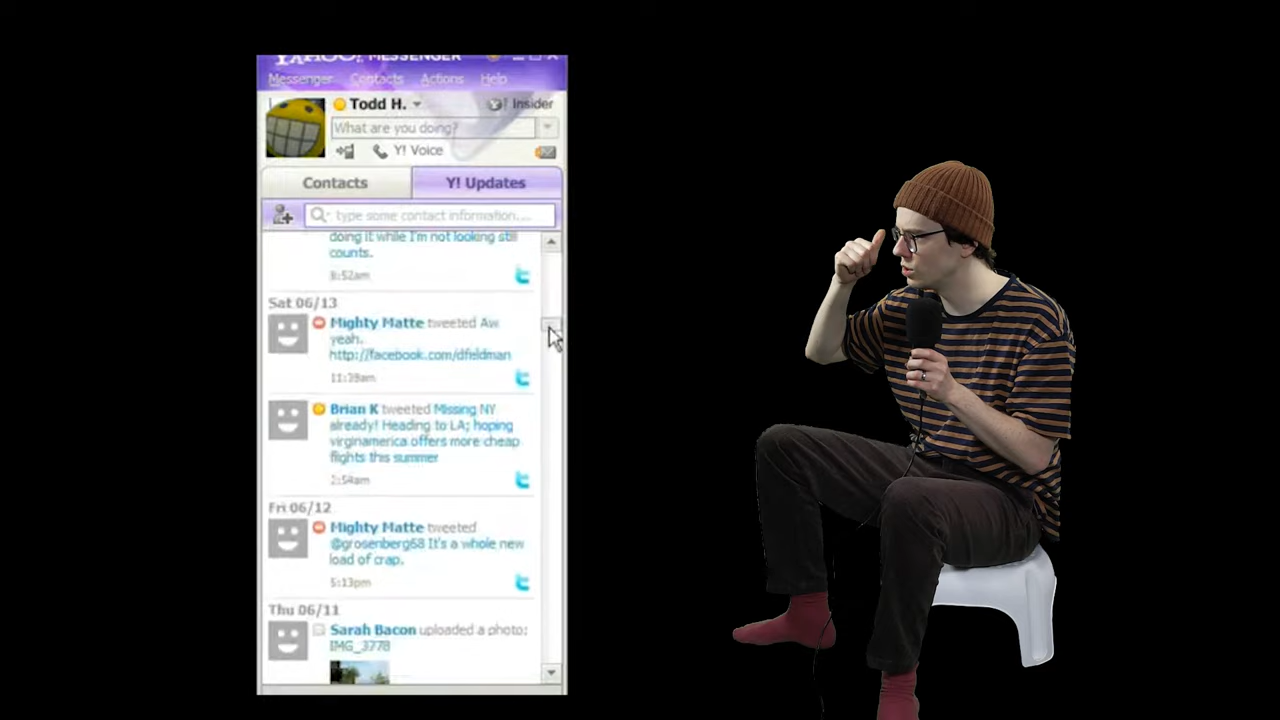 YAHOO! MESSENGER
Messenger Contacts Actions Help
Todd H. Y! Insider
What are you doing?
Y! Voice
Contacts Y! Updates
type some contact information....
doing it while I'm not looking still
counts.
8:52am
Sat 06/13
Mighty Matte tweeted Aw
yeah.
http://facebook.com/dfeldman
11:39am
Brian K tweeted Missing NY
already! Heading to LA; hoping
virginamerica offers more cheap
flights this summer
2:54am
Fri 06/12
Mighty Matte tweeted
@grosenberg68 It's a whole new
load of crap.
5:13pm
Thu 06/11
Sarah Bacon uploaded a photo:
IMG_3778